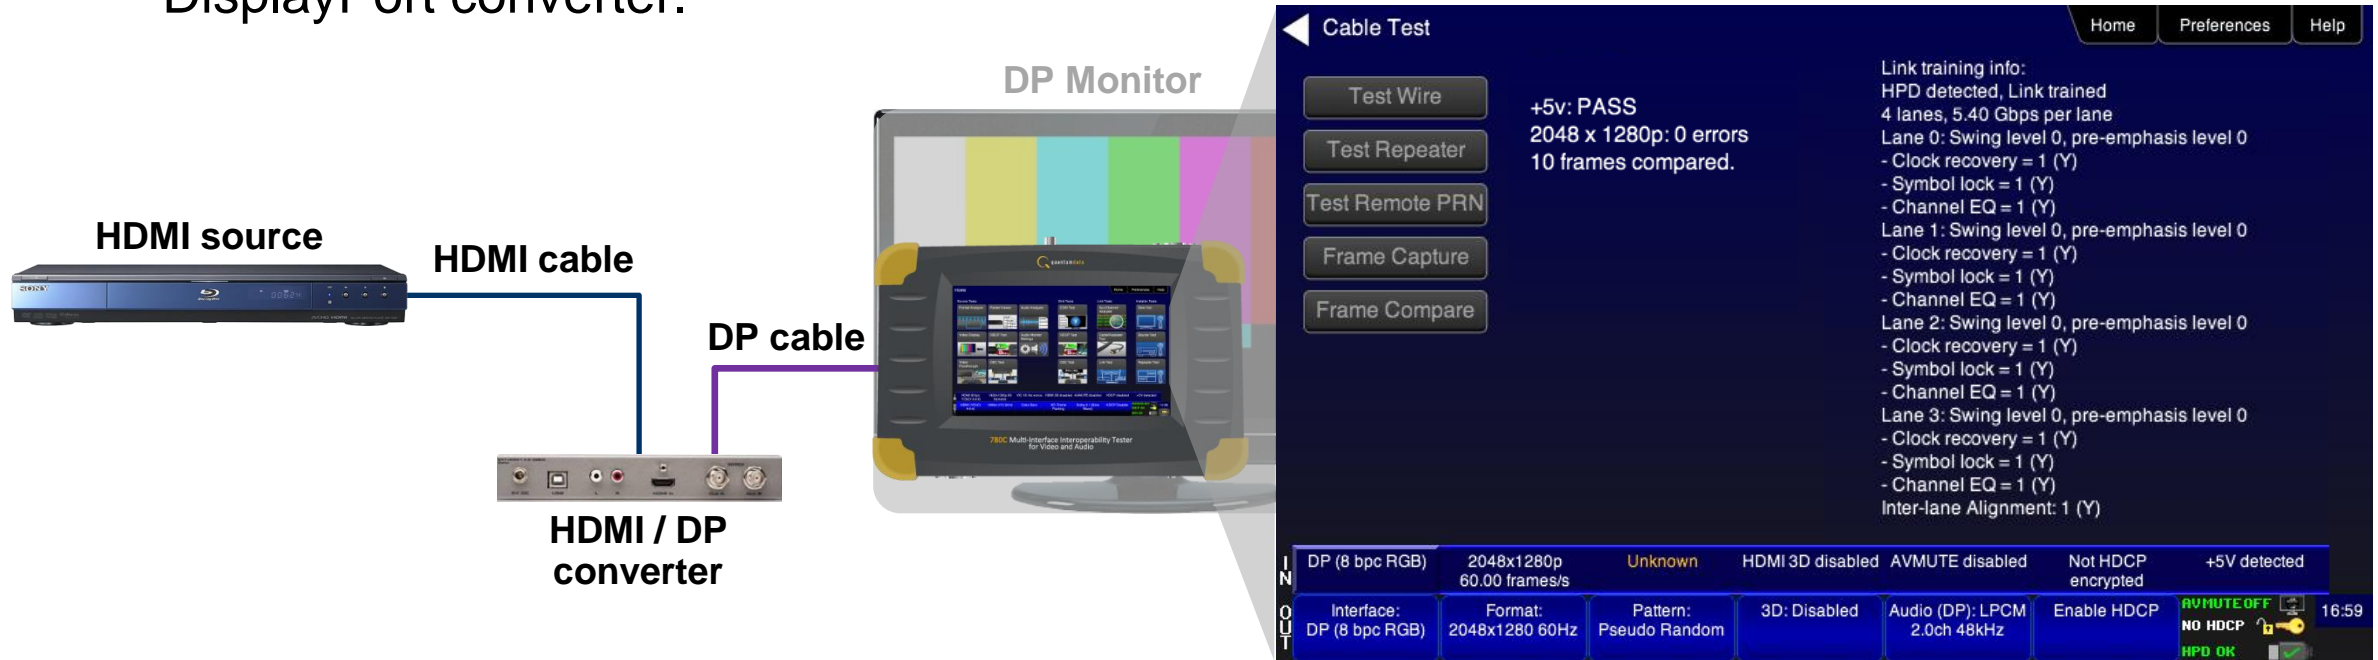 DisplayPort converter.
DP Monitor
HDMI source
HDMI cable
DP cable
HDMI / DP
converter
SONY
quantumdata
780C Multi-Interface Interoperability Tester
for Video and Audio
Cable Test
Home
Preferences
Help
Test Wire
Test Repeater
Test Remote PRN
Frame Capture
Frame Compare
+5v: PASS
2048 x 1280p: 0 errors
10 frames compared.
Link training info:
HPD detected, Link trained
4 lanes, 5.40 Gbps per lane
Lane 0: Swing level 0, pre-emphasis level 0
- Clock recovery = 1 (Y)
- Symbol lock = 1 (Y)
- Channel EQ = 1 (Y)
Lane 1: Swing level 0, pre-emphasis level 0
- Clock recovery = 1 (Y)
- Symbol lock = 1 (Y)
- Channel EQ = 1 (Y)
Lane 2: Swing level 0, pre-emphasis level 0
- Clock recovery = 1 (Y)
- Symbol lock = 1 (Y)
- Channel EQ = 1 (Y)
Lane 3: Swing level 0, pre-emphasis level 0
- Clock recovery = 1 (Y)
- Symbol lock = 1 (Y)
- Channel EQ = 1 (Y)
Inter-lane Alignment: 1 (Y)
IN
DP (8 bpc RGB)
2048x1280p
60.00 frames/s
Unknown
HDMI 3D disabled
AVMUTE disabled
Not HDCP
encrypted
+5V detected
OUT
Interface:
DP (8 bpc RGB)
Format:
2048x1280 60Hz
Pattern:
Pseudo Random
3D: Disabled
Audio (DP): LPCM
2.0ch 48kHz
Enable HDCP
AVMUTE OFF
NO HDCP
HPD OK
16:59